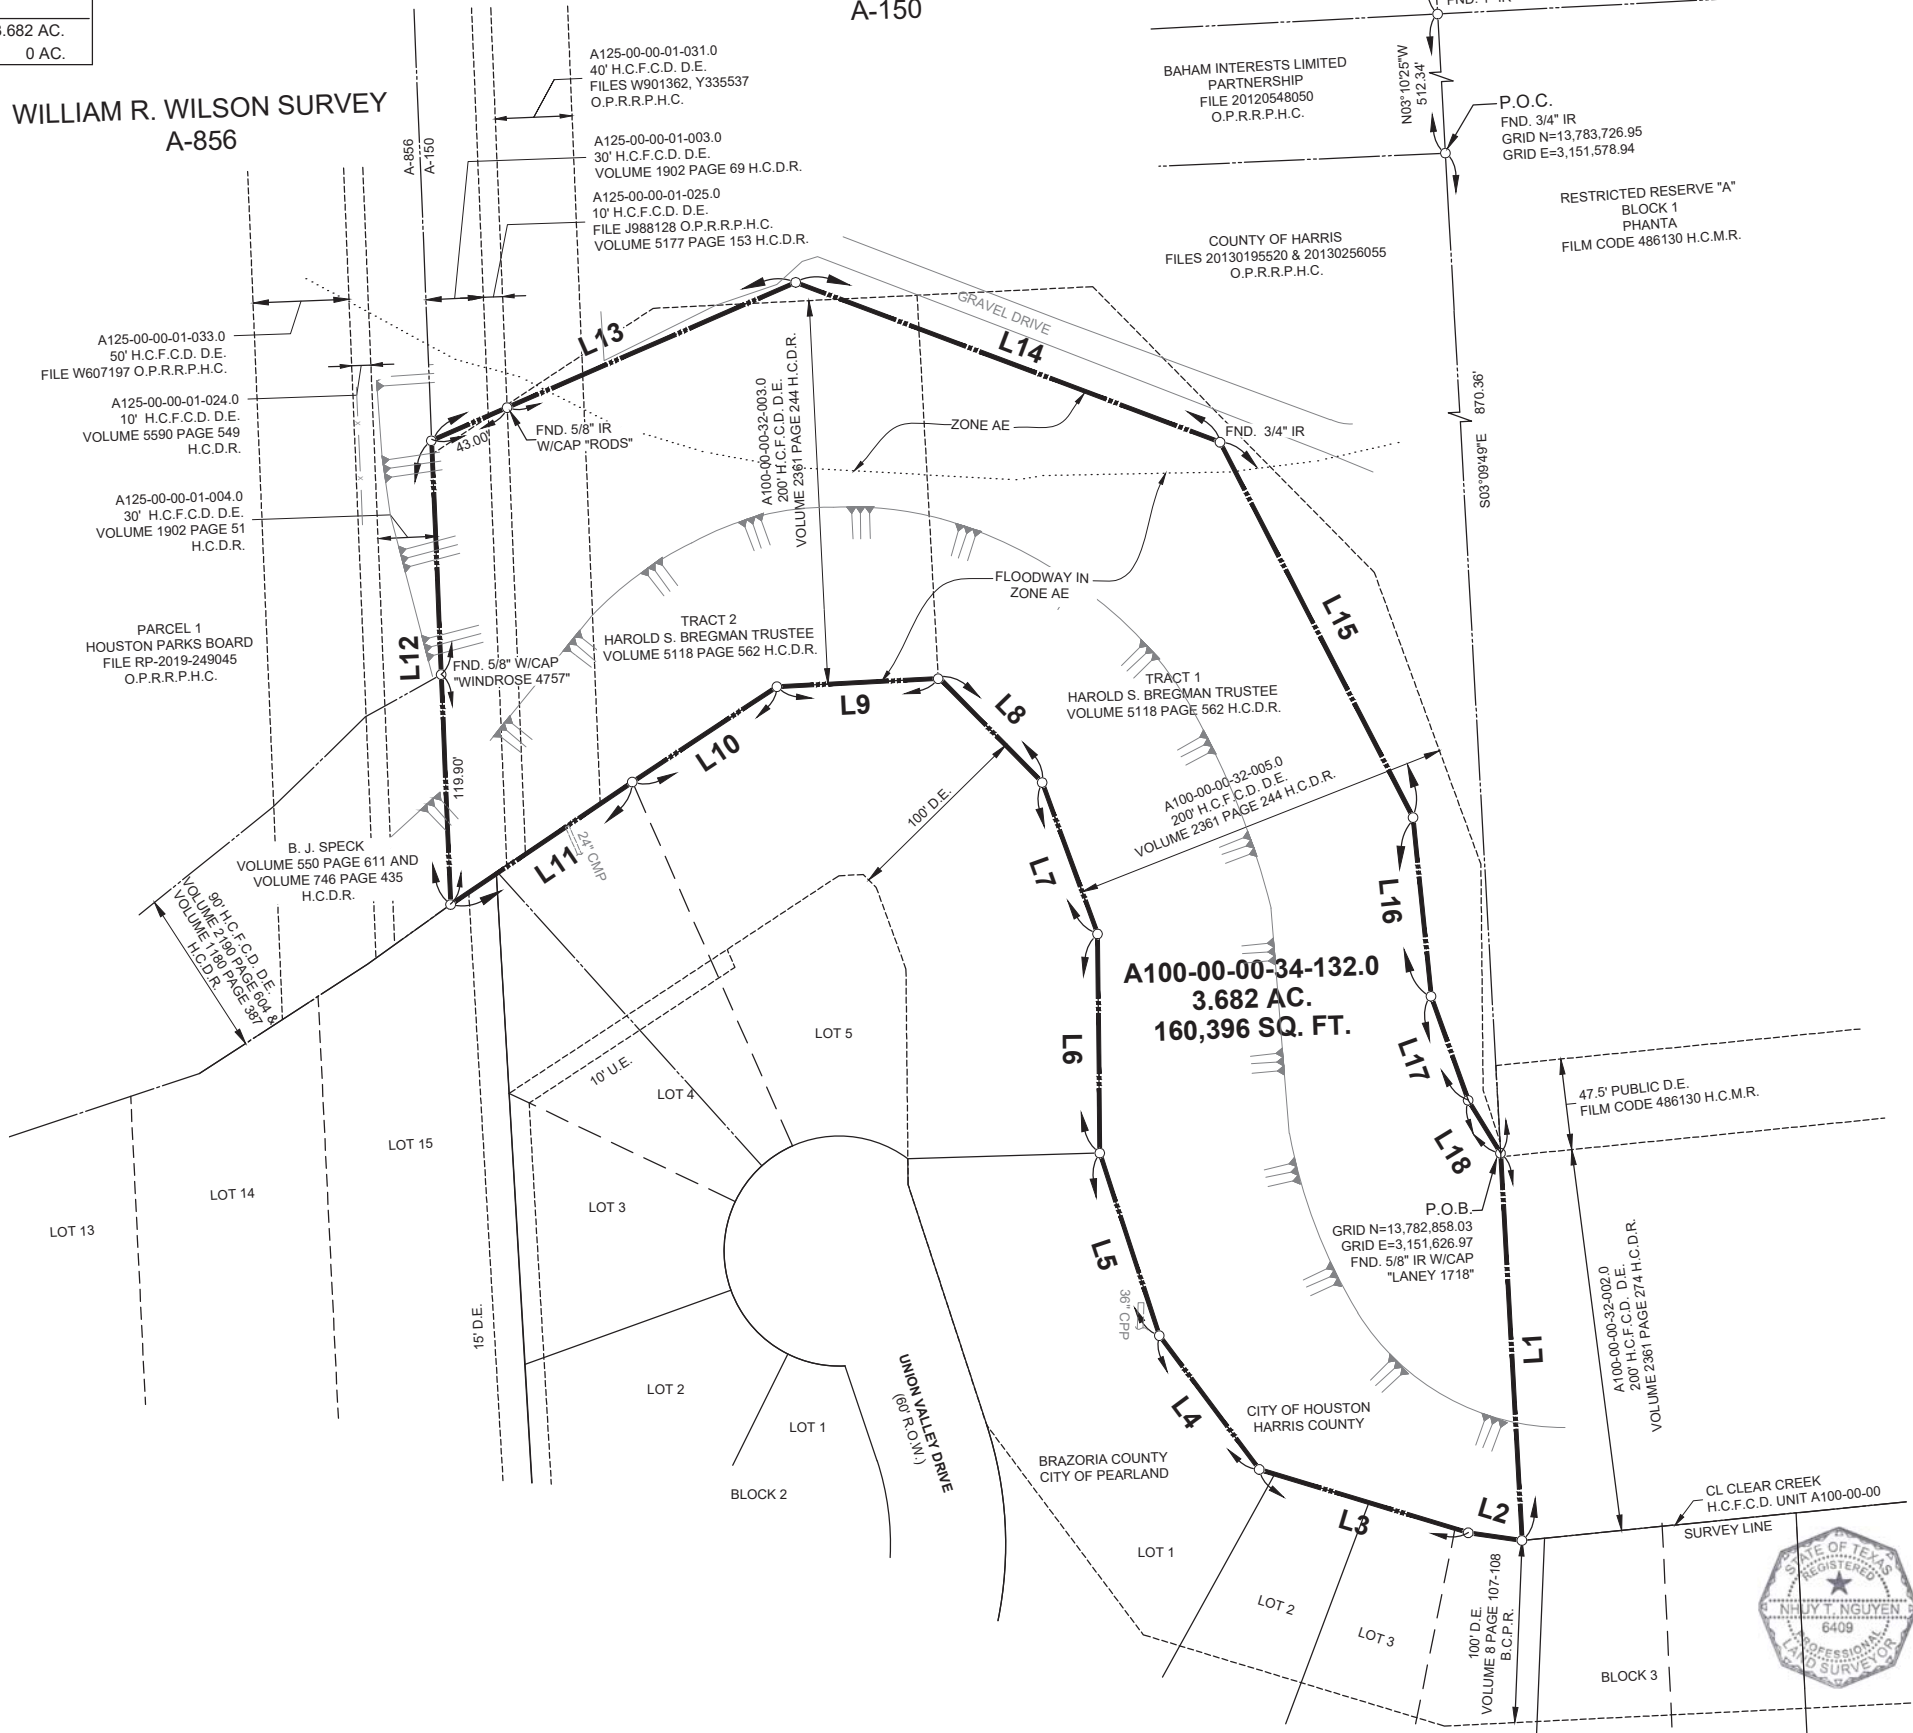 3.682 AC.
0 AC.
A-150
WILLIAM R. WILSON SURVEY
A-856
A-856
A-150
A125-00-00-01-031.0
40' H.C.F.C.D. D.E.
FILES W901362, Y335537
O.P.R.R.P.H.C.
A125-00-00-01-003.0
30' H.C.F.C.D. D.E.
VOLUME 1902 PAGE 69 H.C.D.R.
A125-00-00-01-025.0
10' H.C.F.C.D. D.E.
FILE J988128 O.P.R.R.P.H.C.
VOLUME 5177 PAGE 153 H.C.D.R.
BAHAM INTERESTS LIMITED
PARTNERSHIP
FILE 20120548050
O.P.R.R.P.H.C.
N03°10'25"W
512.34'
P.O.C.
FND. 3/4" IR
GRID N=13,783,726.95
GRID E=3,151,578.94
RESTRICTED RESERVE "A"
BLOCK 1
PHANTA
FILM CODE 486130 H.C.M.R.
COUNTY OF HARRIS
FILES 20130195520 & 20130256055
O.P.R.R.P.H.C.
A125-00-00-01-033.0
50' H.C.F.C.D. D.E.
FILE W607197 O.P.R.R.P.H.C.
A125-00-00-01-024.0
10' H.C.F.C.D. D.E.
VOLUME 5590 PAGE 549
H.C.D.R.
A125-00-00-01-004.0
30' H.C.F.C.D. D.E.
VOLUME 1902 PAGE 51
H.C.D.R.
L13
L14
GRAVEL DRIVE
S03°09'49"E 870.36'
43.00'
FND. 5/8" IR
W/CAP "RODS"
A100-00-00-32-003.0
200' H.C.F.C.D. D.E.
VOLUME 2361 PAGE 244 H.C.D.R.
ZONE AE
FND. 3/4" IR
FLOODWAY IN
ZONE AE
PARCEL 1
HOUSTON PARKS BOARD
FILE RP-2019-249045
O.P.R.R.P.H.C.
L12
FND. 5/8" W/CAP
"WINDROSE 4757"
TRACT 2
HAROLD S. BREGMAN TRUSTEE
VOLUME 5118 PAGE 562 H.C.D.R.
L15
TRACT 1
HAROLD S. BREGMAN TRUSTEE
VOLUME 5118 PAGE 562 H.C.D.R.
L9
L8
L10
119.90'
100' D.E.
A100-00-00-32-005.0
200' H.C.F.C.D. D.E.
VOLUME 2361 PAGE 244 H.C.D.R.
B. J. SPECK
VOLUME 550 PAGE 611 AND
VOLUME 746 PAGE 435
H.C.D.R.
L11
24" CMP
L7
L16
90' H.C.F.C.D. D.E.
VOLUME 2190 PAGE 604 &
VOLUME 1180 PAGE 387
H.C.D.R.
A100-00-00-34-132.0
3.682 AC.
160,396 SQ. FT.
L6
L17
LOT 5
10' U.E.
LOT 4
47.5' PUBLIC D.E.
FILM CODE 486130 H.C.M.R.
LOT 15
LOT 14
LOT 13
LOT 3
L18
P.O.B.
GRID N=13,782,858.03
GRID E=3,151,626.97
FND. 5/8" IR W/CAP
"LANEY 1718"
L5
36" CPP
15' D.E.
A100-00-00-32-002.0
200' H.C.F.C.D. D.E.
VOLUME 2361 PAGE 274 H.C.D.R.
L1
LOT 2
LOT 1
BLOCK 2
UNION VALLEY DRIVE
(60' R.O.W.)
L4
CITY OF HOUSTON
HARRIS COUNTY
BRAZORIA COUNTY
CITY OF PEARLAND
L3
L2
CL CLEAR CREEK
H.C.F.C.D. UNIT A100-00-00
SURVEY LINE
LOT 1
LOT 2
LOT 3
100' D.E.
VOLUME 8 PAGE 107-108
B.C.P.R.
BLOCK 3
STATE OF TEXAS
REGISTERED
NHUY T. NGUYEN
6409
PROFESSIONAL
LAND SURVEYOR